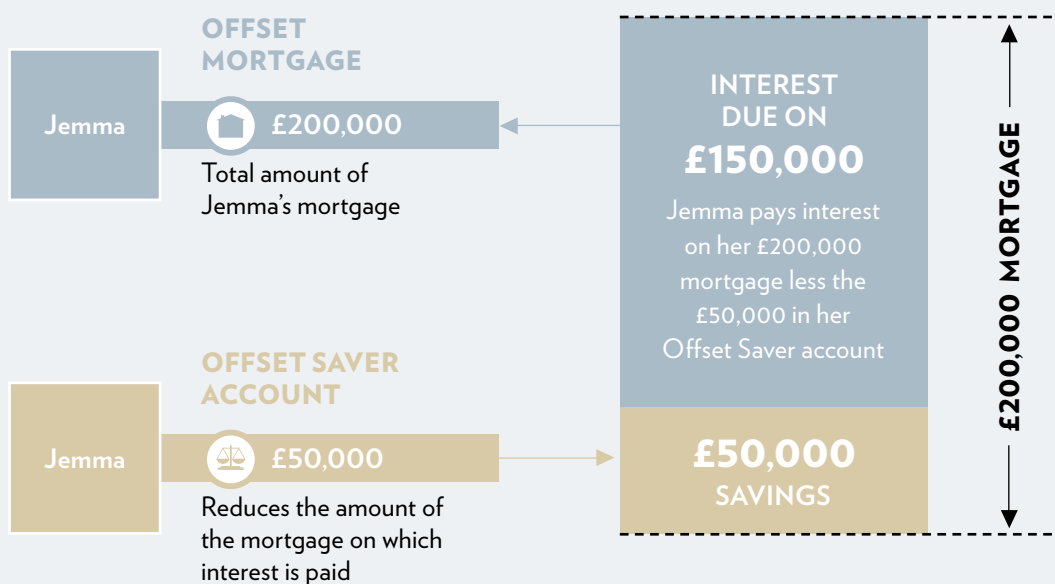 OFFSET
MORTGAGE
Jemma
£200,000
Total amount of
Jemma's mortgage
OFFSET SAVER
ACCOUNT
Jemma
£50,000
Reduces the amount of
the mortgage on which
interest is paid
INTEREST
DUE ON
£150,000
Jemma pays interest
on her £200,000
mortgage less the
£50,000 in her
Offset Saver account
£50,000
SAVINGS
£200,000 MORTGAGE